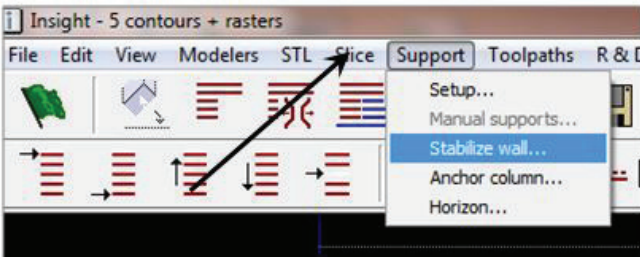 Insight - 5 contours + rasters
File Edit View Modelers STL Slice Support Toolpaths R &
Setup...
Manual supports...
Stabilize wall...
Anchor column...
Horizon...